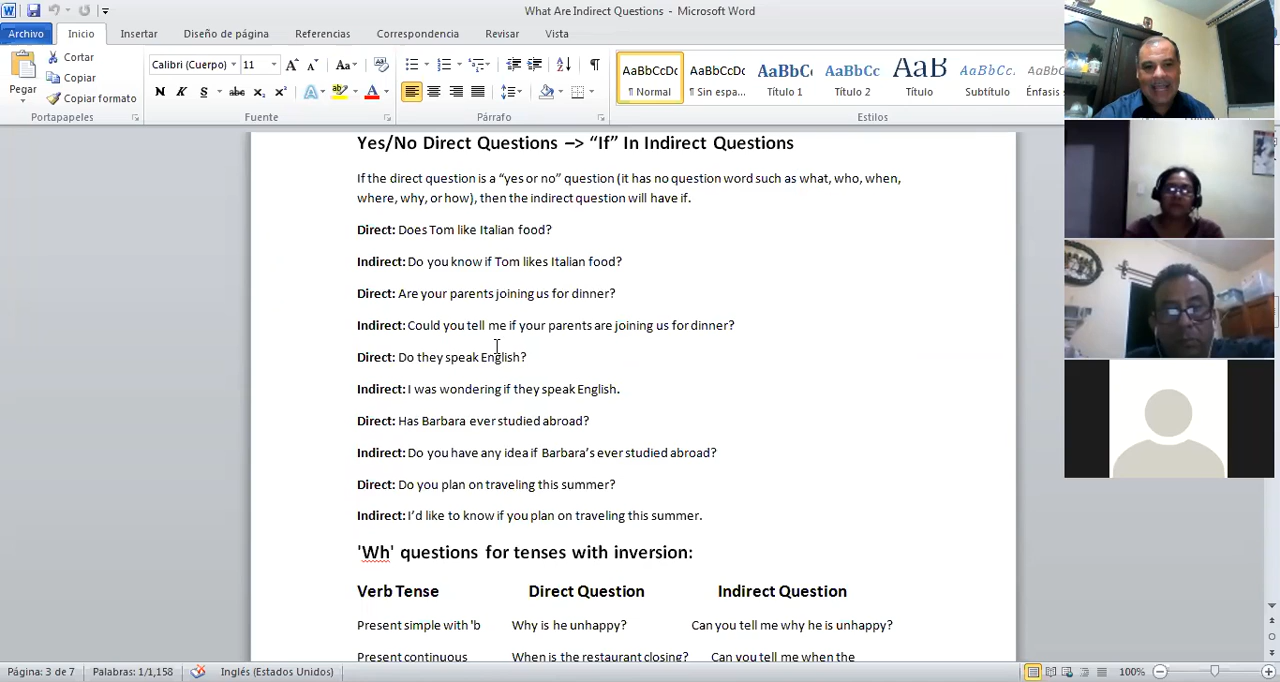 What Are Indirect Questions - Microsoft Word
Archivo Inicio Insertar Diseño de página Referencias Correspondencia Revisar Vista
Cortar
Copiar
Copiar formato
Pegar
Portapapeles
Calibri (Cuerpo) 11
Fuente
Párrafo
AaBbCcDc AaBbCcDc AaBbC AaBbCc AaB AaBbCc. AaBbCc
¶ Normal ¶ Sin espa... Título 1 Título 2 Título Subtítulo Énfasis s
Estilos
Yes/No Direct Questions –> “If” In Indirect Questions
If the direct question is a “yes or no” question (it has no question word such as what, who, when,
where, why, or how), then the indirect question will have if.
Direct: Does Tom like Italian food?
Indirect: Do you know if Tom likes Italian food?
Direct: Are your parents joining us for dinner?
Indirect: Could you tell me if your parents are joining us for dinner?
Direct: Do they speak English?
Indirect: I was wondering if they speak English.
Direct: Has Barbara ever studied abroad?
Indirect: Do you have any idea if Barbara’s ever studied abroad?
Direct: Do you plan on traveling this summer?
Indirect: I’d like to know if you plan on traveling this summer.
'Wh' questions for tenses with inversion:
Verb Tense Direct Question Indirect Question
Present simple with 'b Why is he unhappy? Can you tell me why he is unhappy?
Present continuous When is the restaurant closing? Can you tell me when the
Página: 3 de 7 Palabras: 1/1,158 Inglés (Estados Unidos) 100%